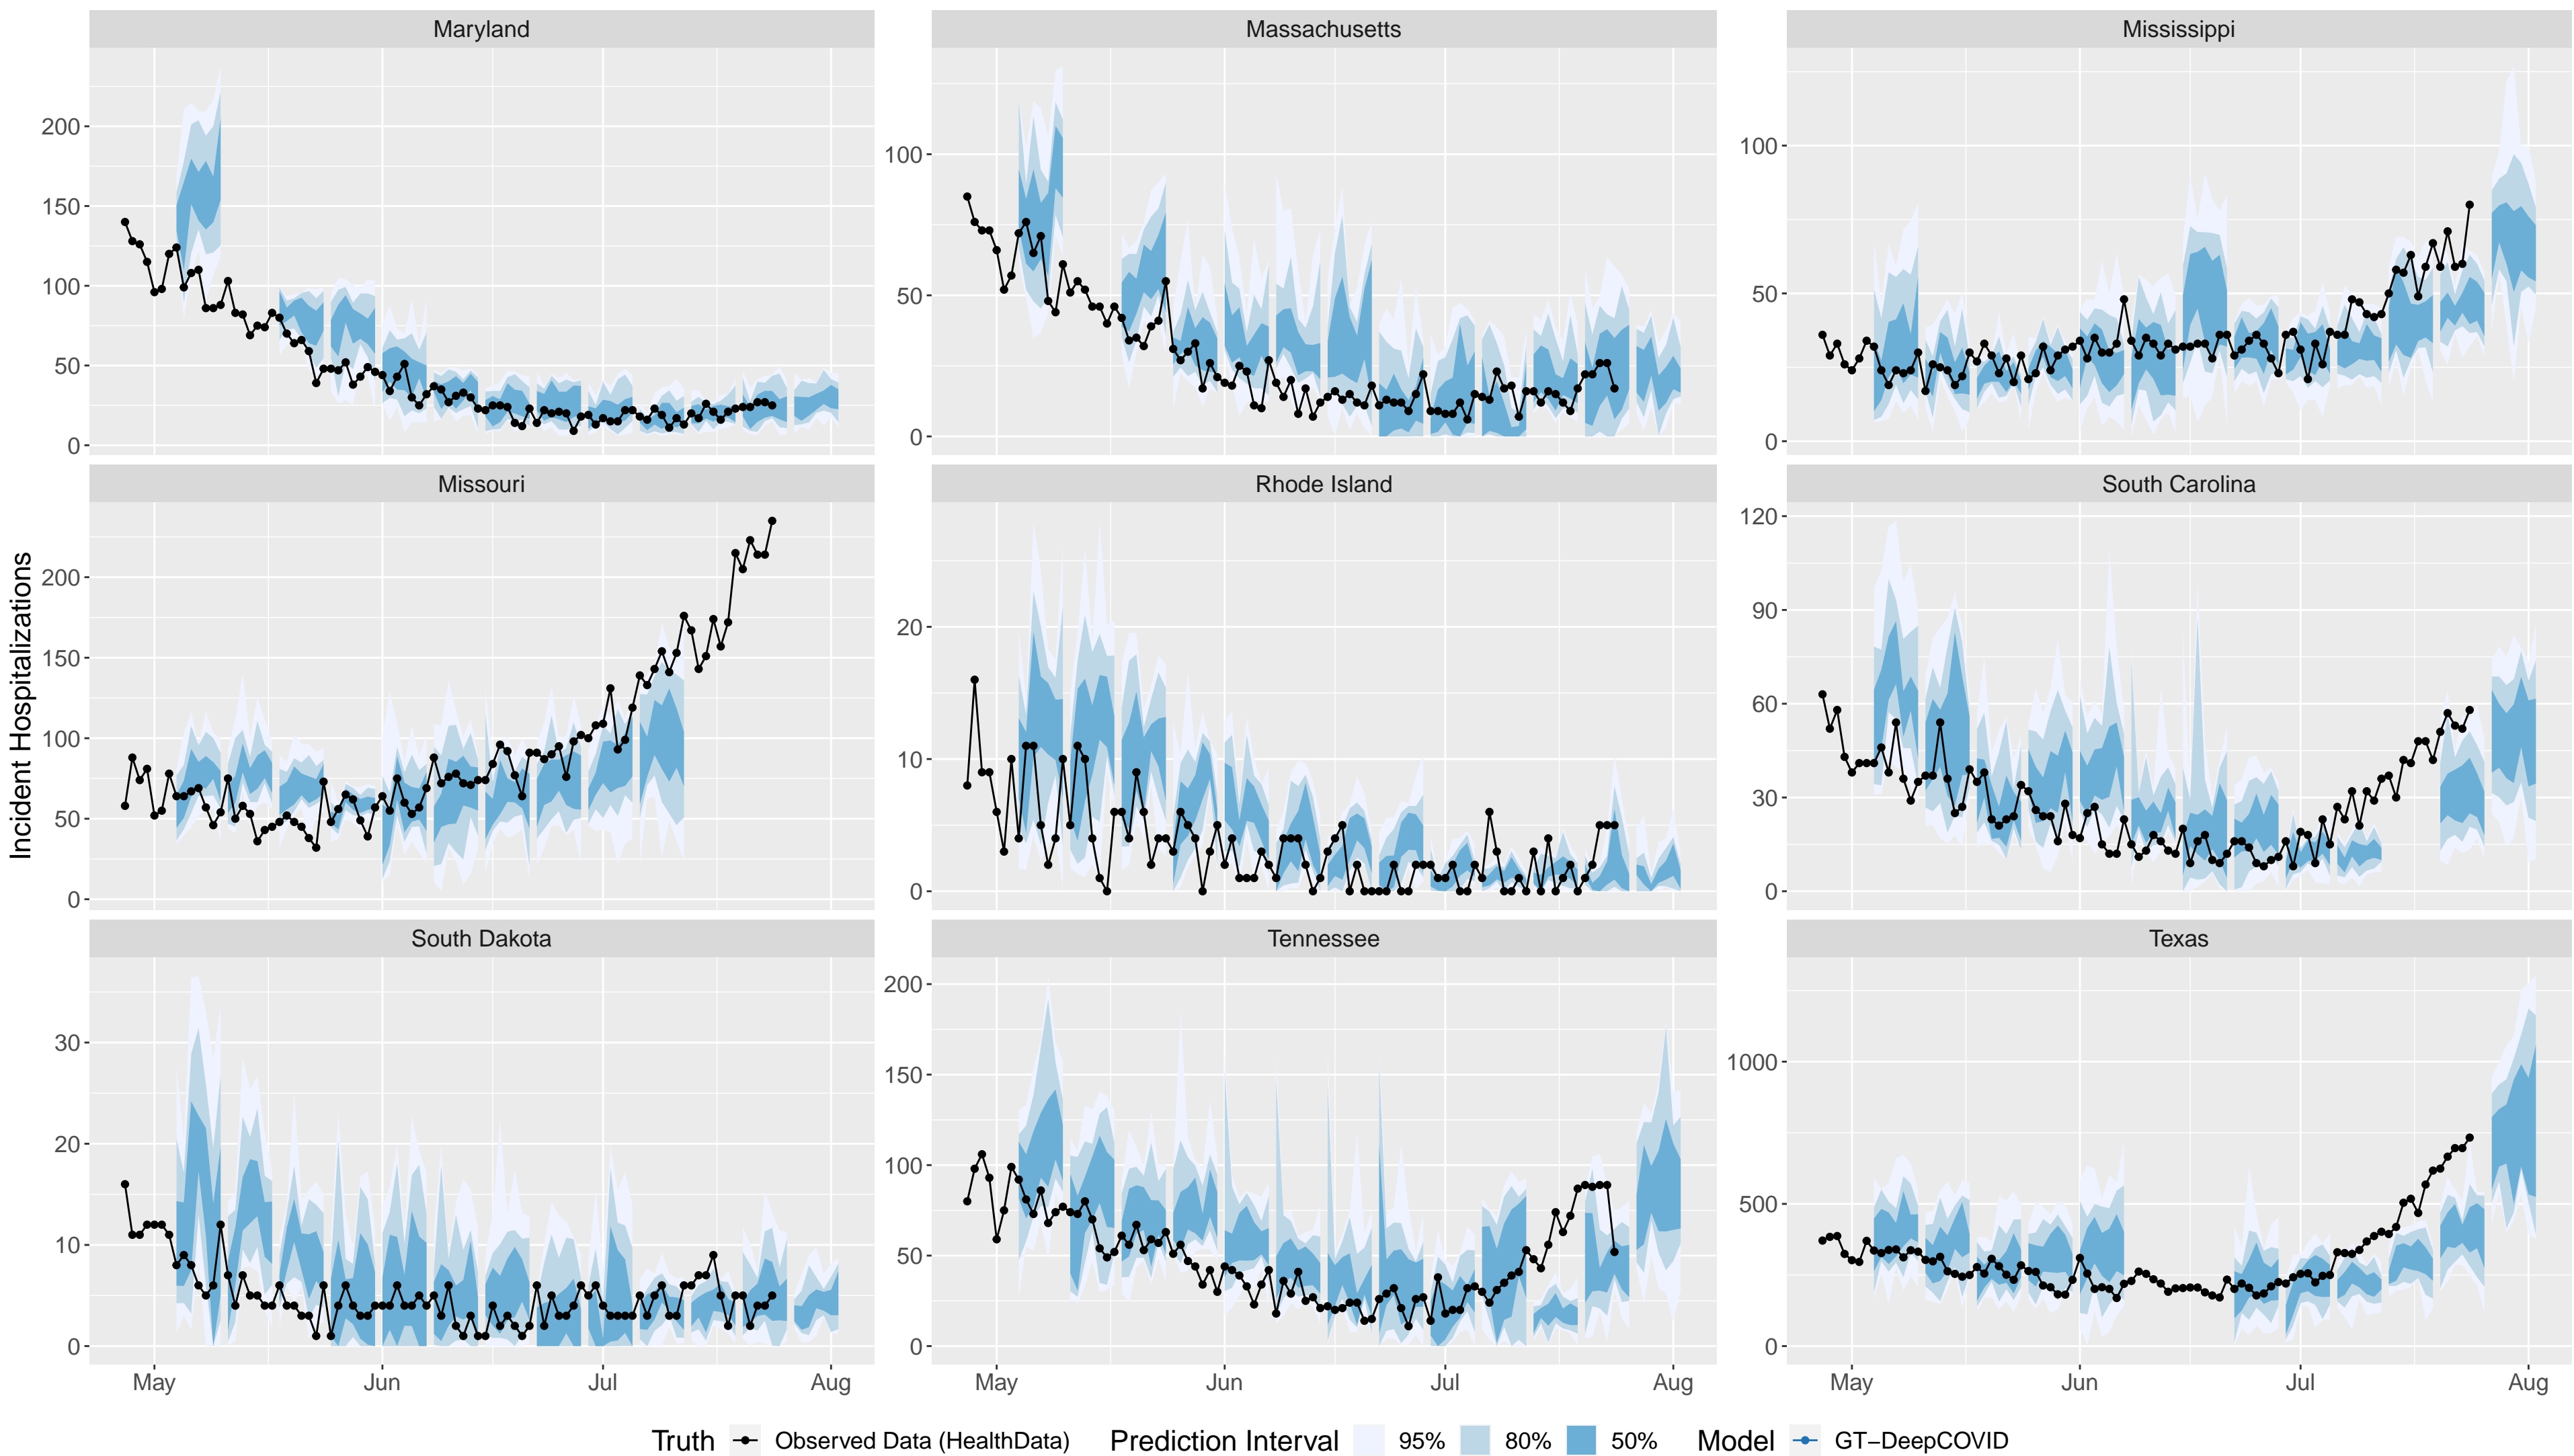 Maryland
Massachusetts
Mississippi
200
150
100
50
0
100
50
0
100
50
0
Missouri
Rhode Island
South Carolina
Incident Hospitalizations
200
150
100
50
0
20
10
0
120
90
60
30
0
South Dakota
Tennessee
Texas
30
20
10
0
200
150
100
50
0
1000
500
0
May Jun Jul Aug
May Jun Jul Aug
May Jun Jul Aug
Truth Observed Data (HealthData) Prediction Interval 95% 80% 50% Model GT−DeepCOVID